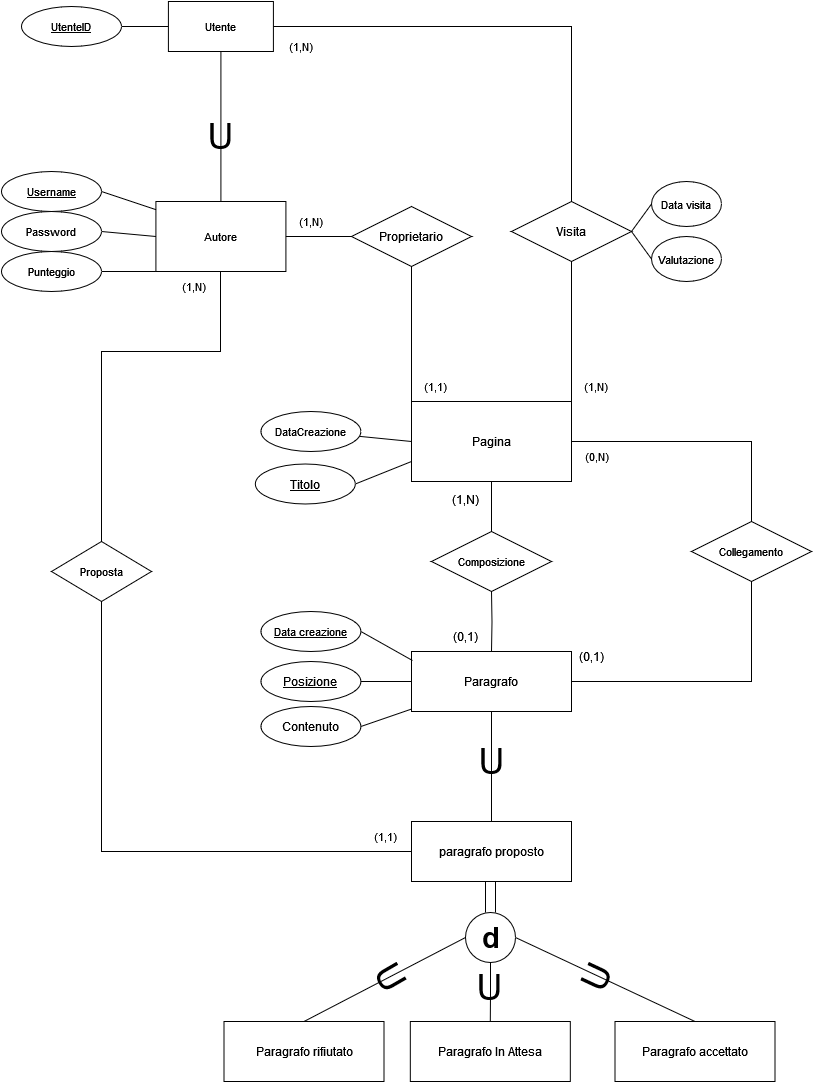 UtenteID
Utente
(1,N)
Username
Password
Punteggio
Autore
(1,N)
(1,N)
Proprietario
Visita
Data visita
Valutazione
(1,1)
(1,N)
DataCreazione
Titolo
Pagina
(0,N)
(1,N)
Proposta
Composizione
Collegamento
(0,1)
(0,1)
Data creazione
Posizione
Contenuto
Paragrafo
(1,1)
paragrafo proposto
d
Paragrafo rifiutato
Paragrafo In Attesa
Paragrafo accettato